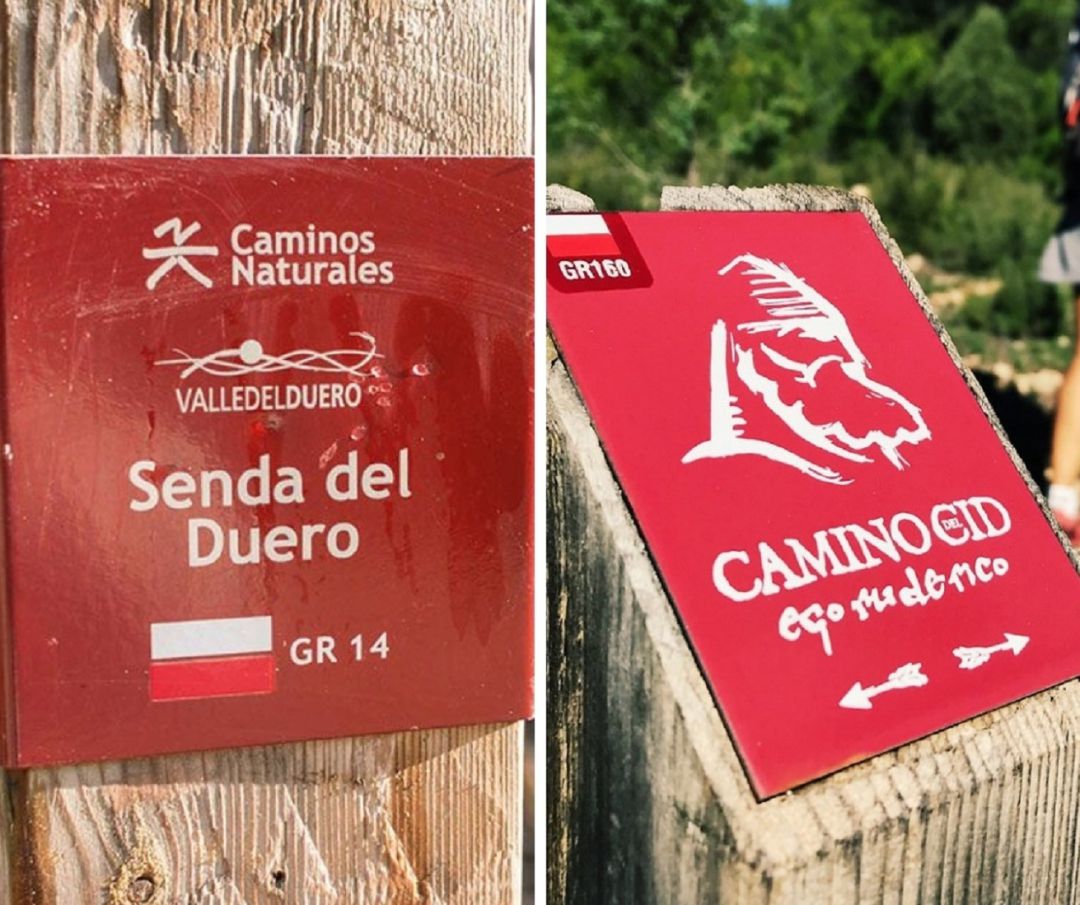 Caminos
Naturales
VALLEDELDUERO
Senda del
Duero
GR 14
GR160
CAMINO DEL CID
ego ruderico